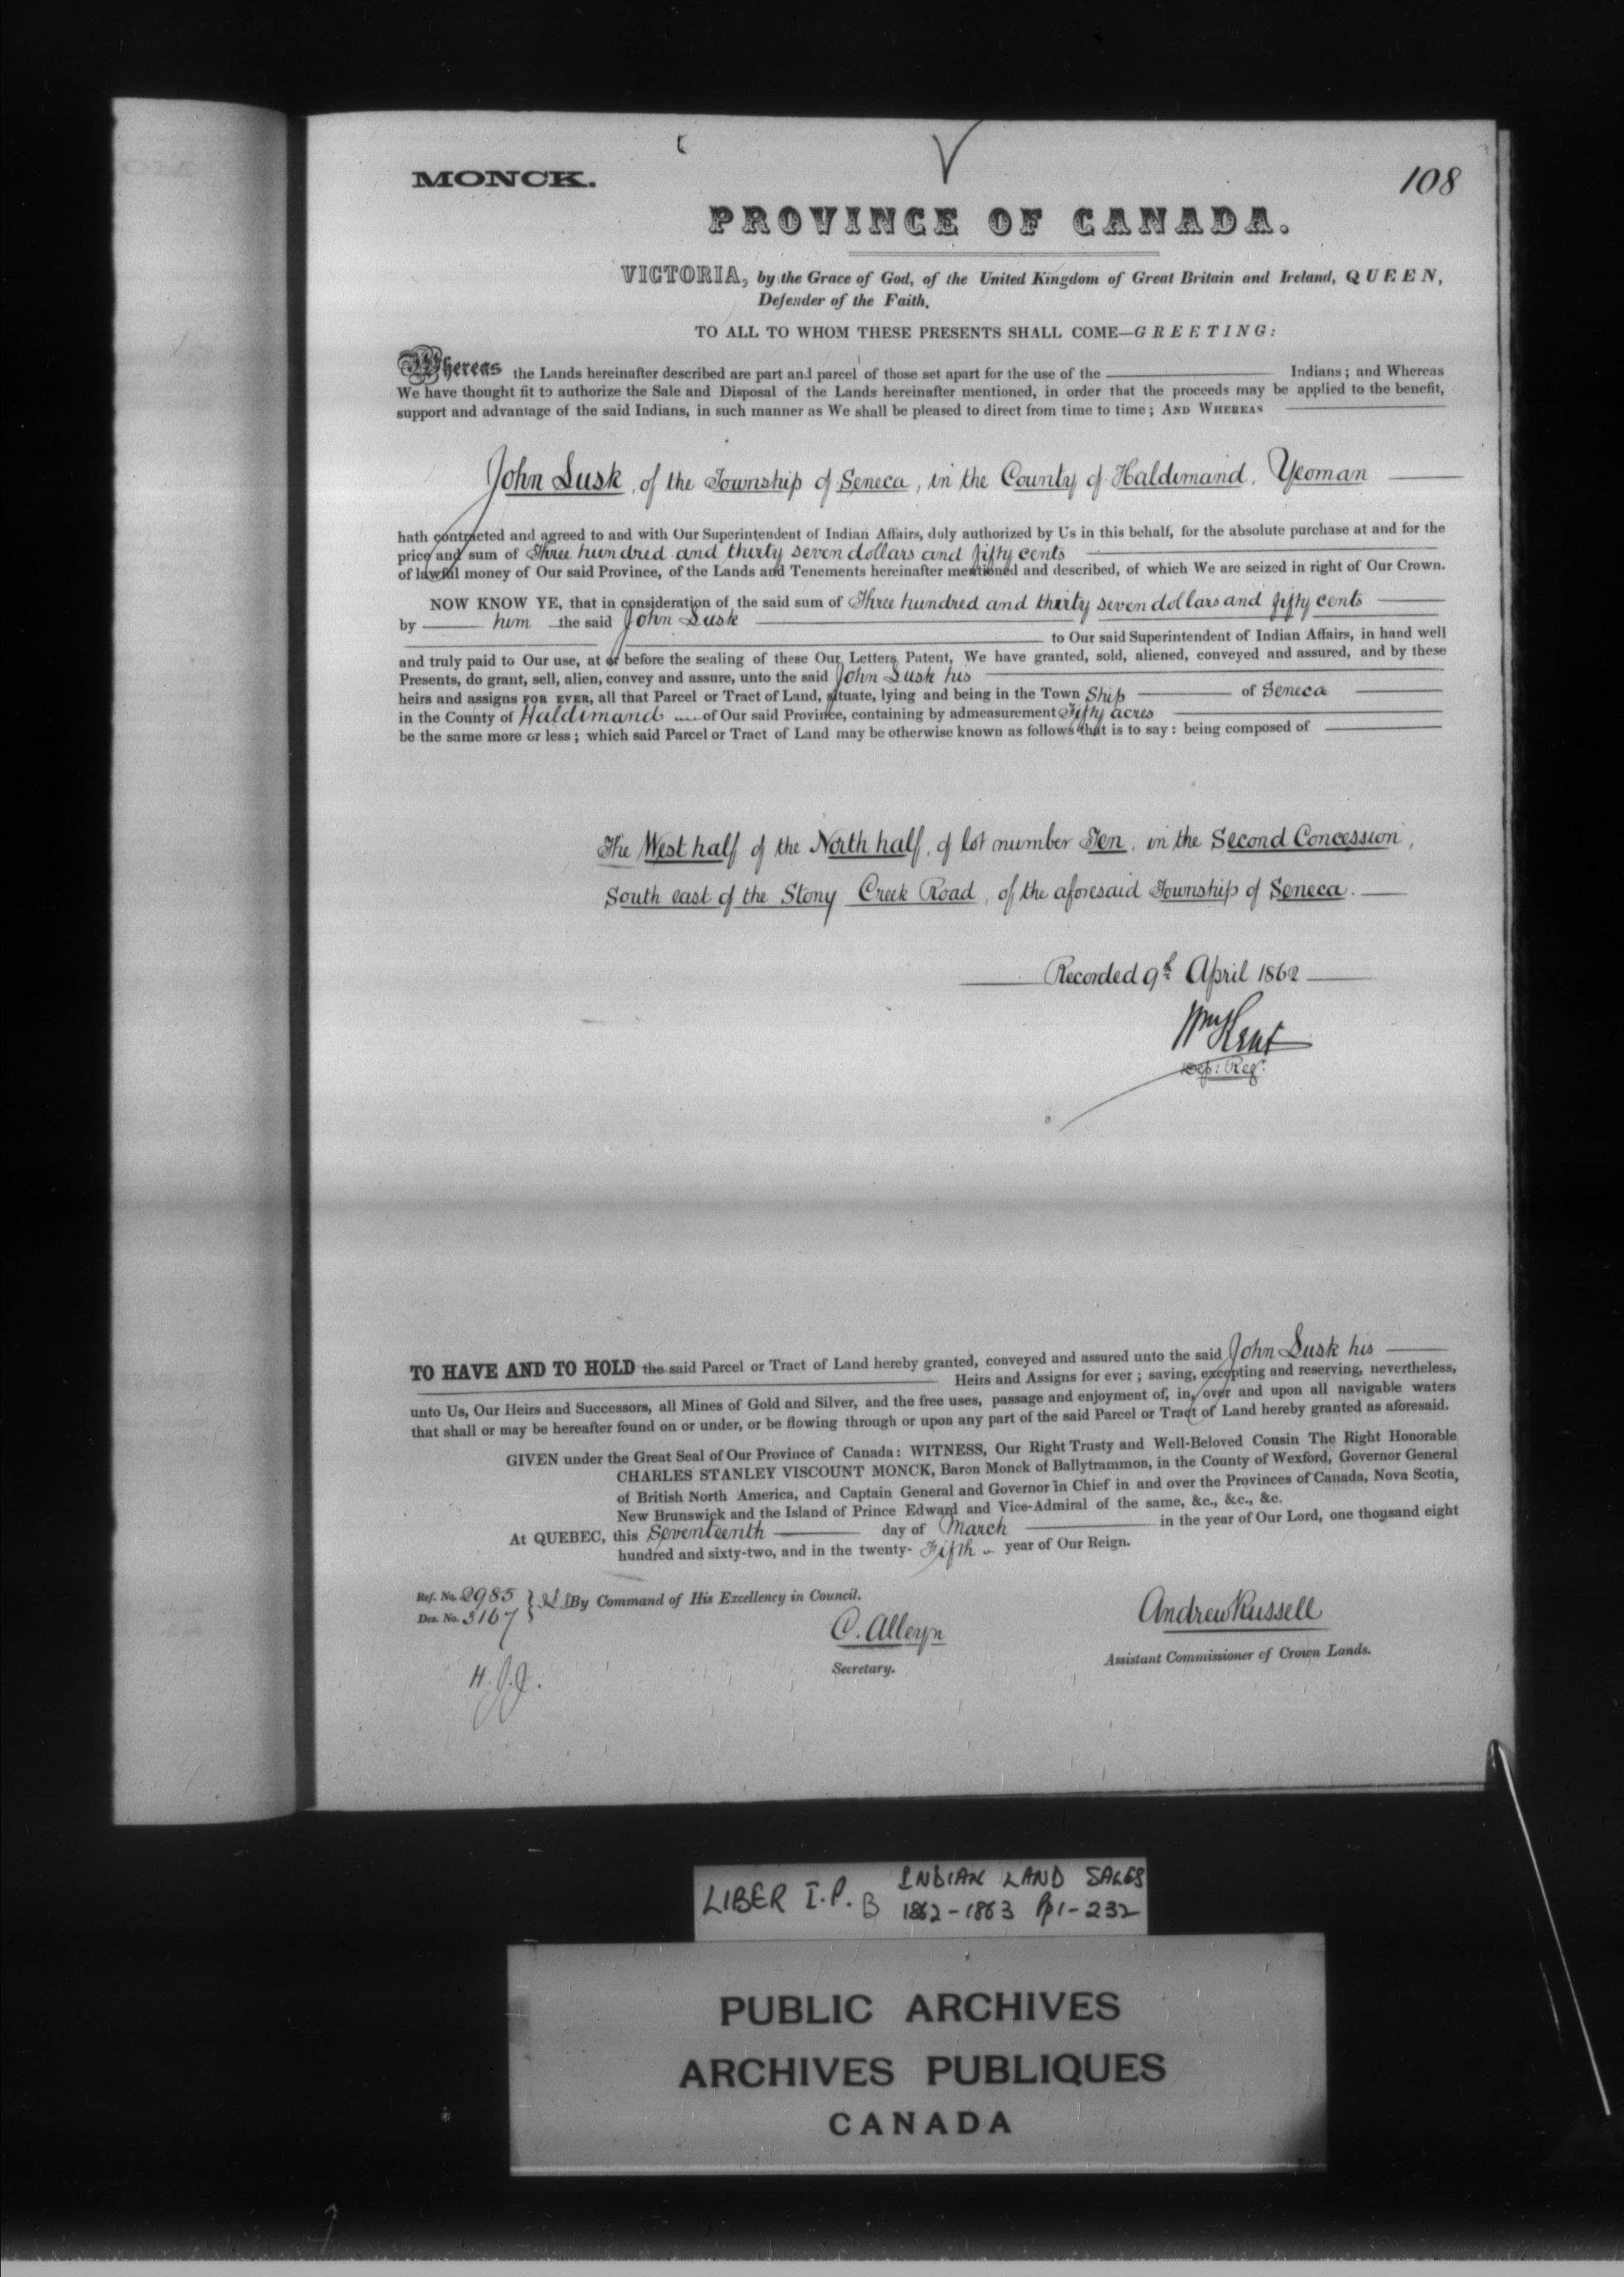 MONCK.
108
PROVINCE OF CANADA.
VICTORIA, by the Grace of God, of the United Kingdom of Great Britain and Ireland, QUEEN,
Defender of the Faith.
TO ALL TO WHOM THESE PRESENTS SHALL COME—GREETING:
Whereas the Lands hereinafter described are part and parcel of those set apart for the use of the Indians; and Whereas
We have thought fit to authorize the Sale and Disposal of the Lands hereinafter mentioned, in order that the proceeds may be applied to the benefit,
support and advantage of the said Indians, in such manner as We shall be pleased to direct from time to time; AND WHEREAS
John Lusk, of the Township of Seneca, in the County of Haldimand, Yeoman
hath contracted and agreed to and with Our Superintendent of Indian Affairs, duly authorized by Us in this behalf, for the absolute purchase at and for the
price and sum of Three hundred and thirty seven dollars and fifty cents
of lawful money of Our said Province, of the Lands and Tenements hereinafter mentioned and described, of which We are seized in right of Our Crown.
NOW KNOW YE, that in consideration of the said sum of Three hundred and thirty seven dollars and fifty cents
by him the said John Lusk
to Our said Superintendent of Indian Affairs, in hand well
and truly paid to Our use, at or before the sealing of these Our Letters Patent, We have granted, sold, aliened, conveyed and assured, and by these
Presents, do grant, sell, alien, convey and assure, unto the said John Lusk his
heirs and assigns FOR EVER, all that Parcel or Tract of Land, situate, lying and being in the Town Ship of Seneca
in the County of Haldimand of Our said Province, containing by admeasurement Fifty acres
be the same more or less; which said Parcel or Tract of Land may be otherwise known as follows that is to say: being composed of
The West half of the North half, of lot number Ten, in the Second Concession,
South east of the Stony Creek Road, of the aforesaid Township of Seneca.
Recorded 9th April 1862
Wm Kent
Dep: Reg:
TO HAVE AND TO HOLD the said Parcel or Tract of Land hereby granted, conveyed and assured unto the said John Lusk his
Heirs and Assigns for ever; saving, excepting and reserving, nevertheless,
unto Us, Our Heirs and Successors, all Mines of Gold and Silver, and the free uses, passage and enjoyment of, in, over and upon all navigable waters
that shall or may be hereafter found on or under, or be flowing through or upon any part of the said Parcel or Tract of Land hereby granted as aforesaid.
GIVEN under the Great Seal of Our Province of Canada: WITNESS, Our Right Trusty and Well-Beloved Cousin The Right Honorable
CHARLES STANLEY VISCOUNT MONCK, Baron Monck of Ballytrammon, in the County of Wexford, Governor General
of British North America, and Captain General and Governor in Chief in and over the Provinces of Canada, Nova Scotia,
New Brunswick and the Island of Prince Edward and Vice-Admiral of the same, &c., &c., &c.
At QUEBEC, this Seventeenth day of March in the year of Our Lord, one thousand eight
hundred and sixty-two, and in the twenty-Fifth year of Our Reign.
Ref. No. 2985
Des. No. 3167
By Command of His Excellency in Council.
C. Alleyn
Secretary.
Andrew Russell
Assistant Commissioner of Crown Lands.
H. J. J.
LIBER I.P. B INDIAN LAND SALES
1862-1863 Pp 1-232
PUBLIC ARCHIVES
ARCHIVES PUBLIQUES
CANADA